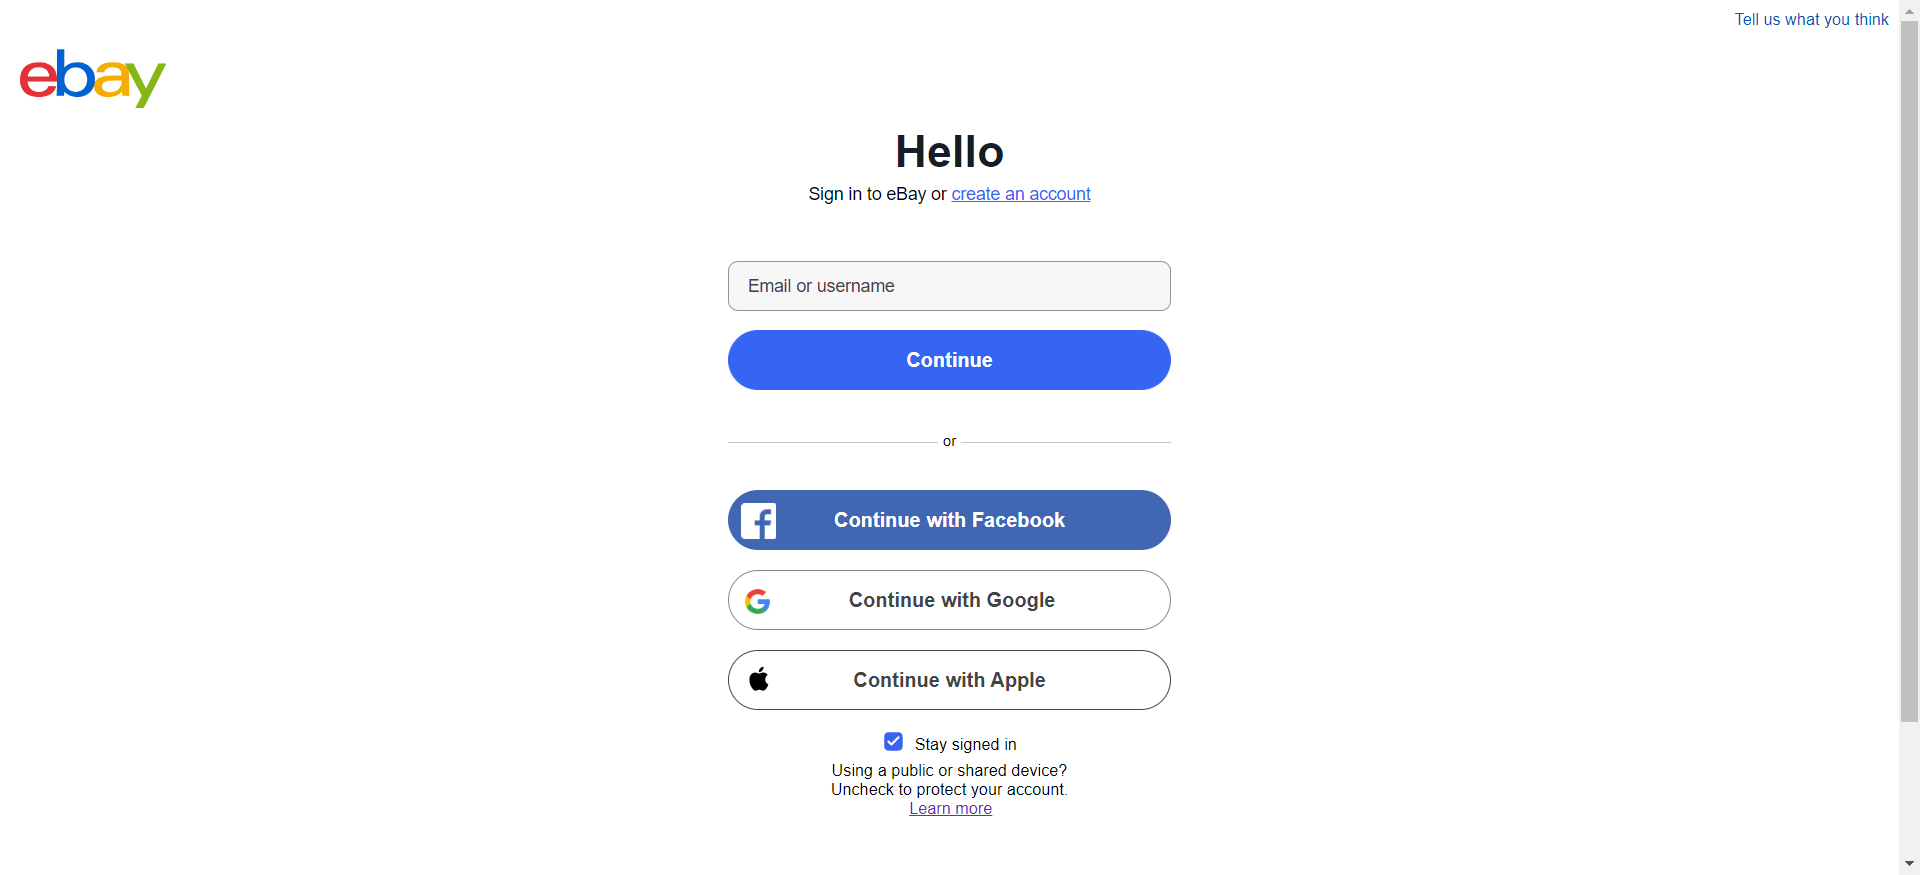 Tell us what you think
ebay
Hello
Sign in to eBay or create an account
Email or username
Continue
or
Continue with Facebook
Continue with Google
Continue with Apple
Stay signed in
Using a public or shared device?
Uncheck to protect your account.
Learn more